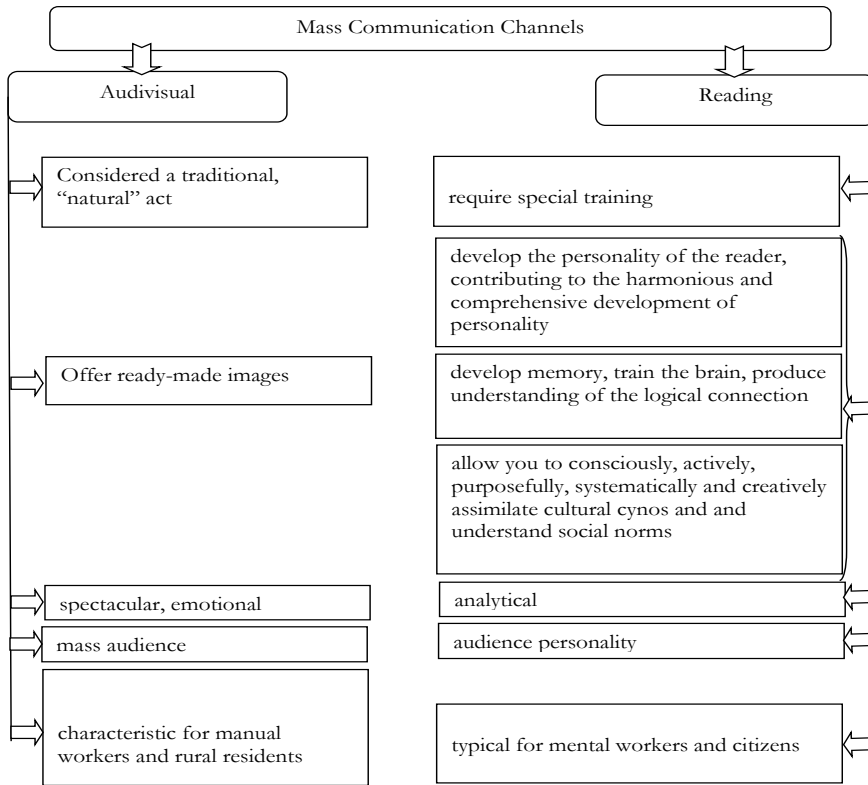 Mass Communication Channels
Audivisual
Reading
Considered a traditional,
“natural” act
require special training
develop the personality of the reader,
contributing to the harmonious and
comprehensive development of
personality
Offer ready-made images
develop memory, train the brain, produce
understanding of the logical connection
allow you to consciously, actively,
purposefully, systematically and creatively
assimilate cultural cynos and and
understand social norms
spectacular, emotional
analytical
mass audience
audience personality
characteristic for manual
workers and rural residents
typical for mental workers and citizens